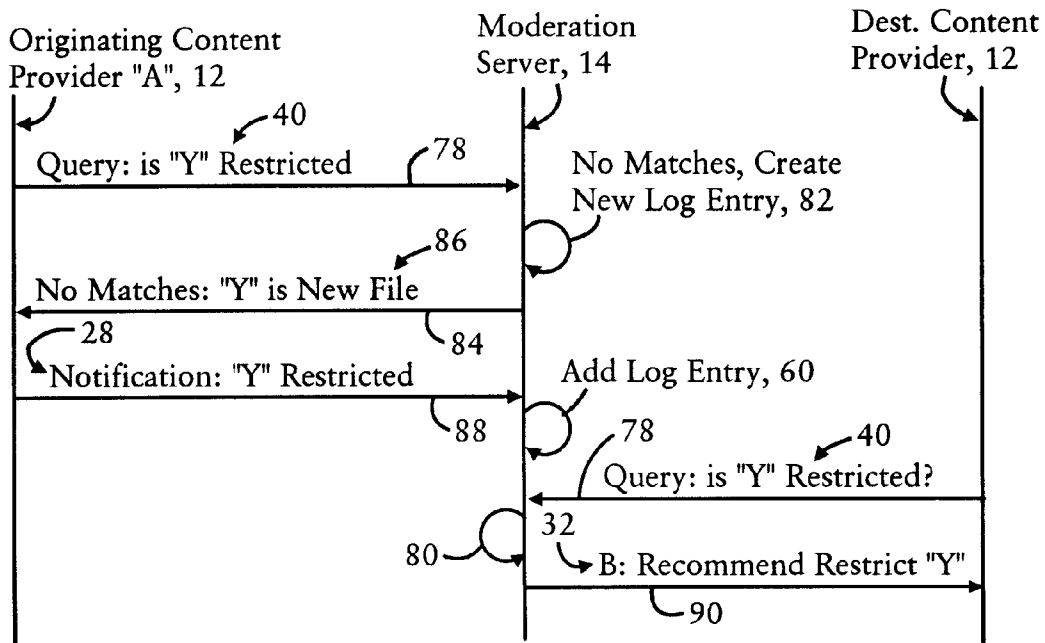 Originating Content
Provider "A", 12
Moderation
Server, 14
Dest. Content
Provider, 12
40
Query: is "Y" Restricted
78
No Matches, Create
New Log Entry, 82
86
No Matches: "Y" is New File
84
28
Notification: "Y" Restricted
88
Add Log Entry, 60
78
40
Query: is "Y" Restricted?
80
32
B: Recommend Restrict "Y"
90